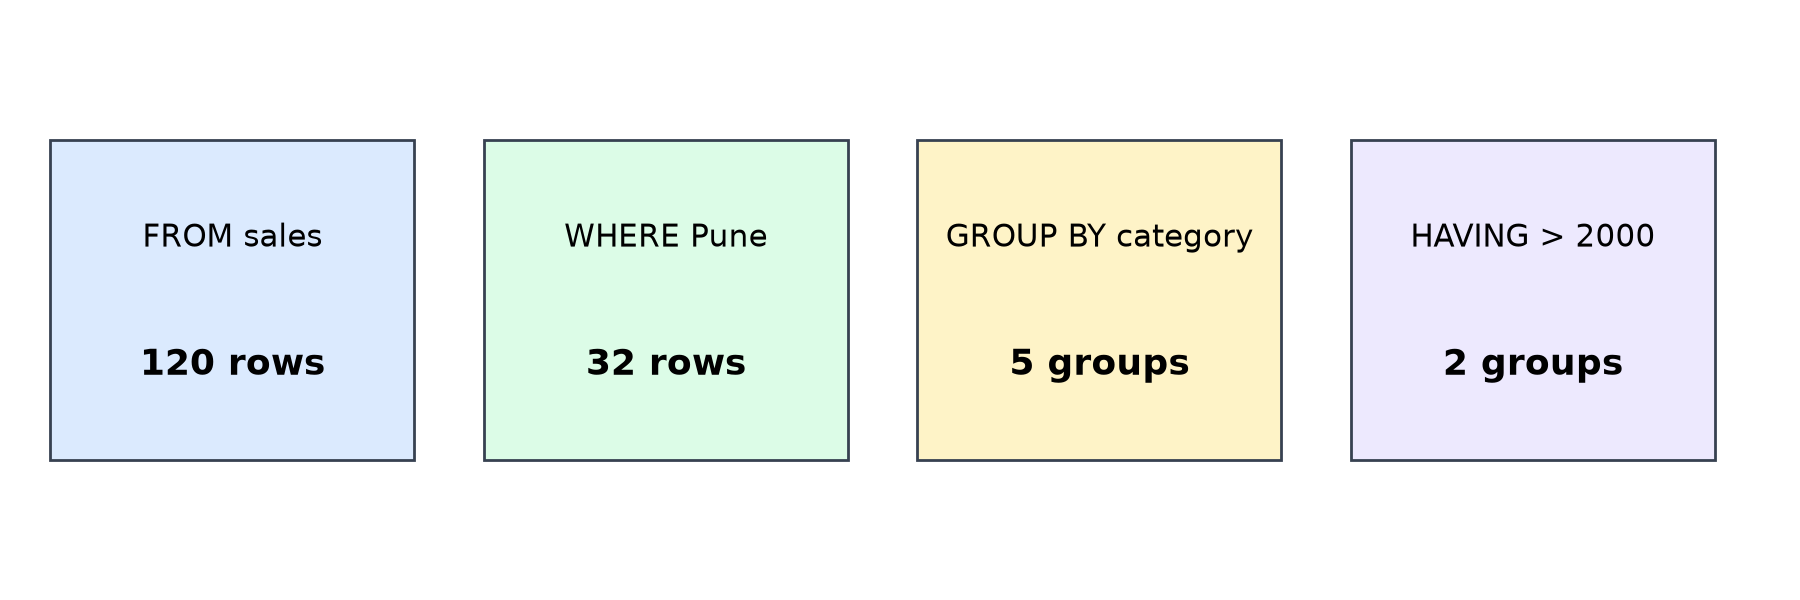 FROM sales
120 rows
WHERE Pune
32 rows
GROUP BY category
5 groups
HAVING > 2000
2 groups